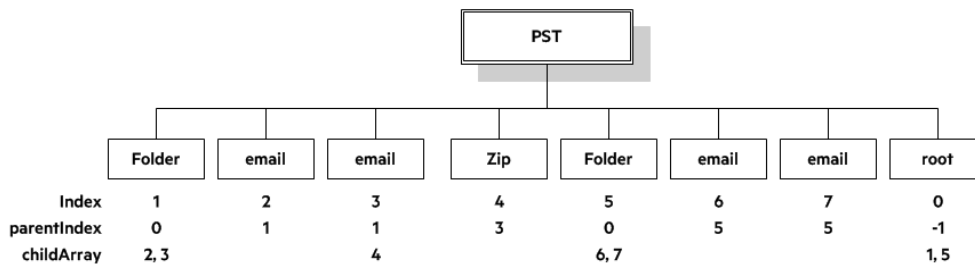 PST
Folder email email Zip Folder email email root
Index 1 2 3 4 5 6 7 0
parentIndex 0 1 1 3 0 5 5 -1
childArray 2, 3 4 6, 7 1, 5